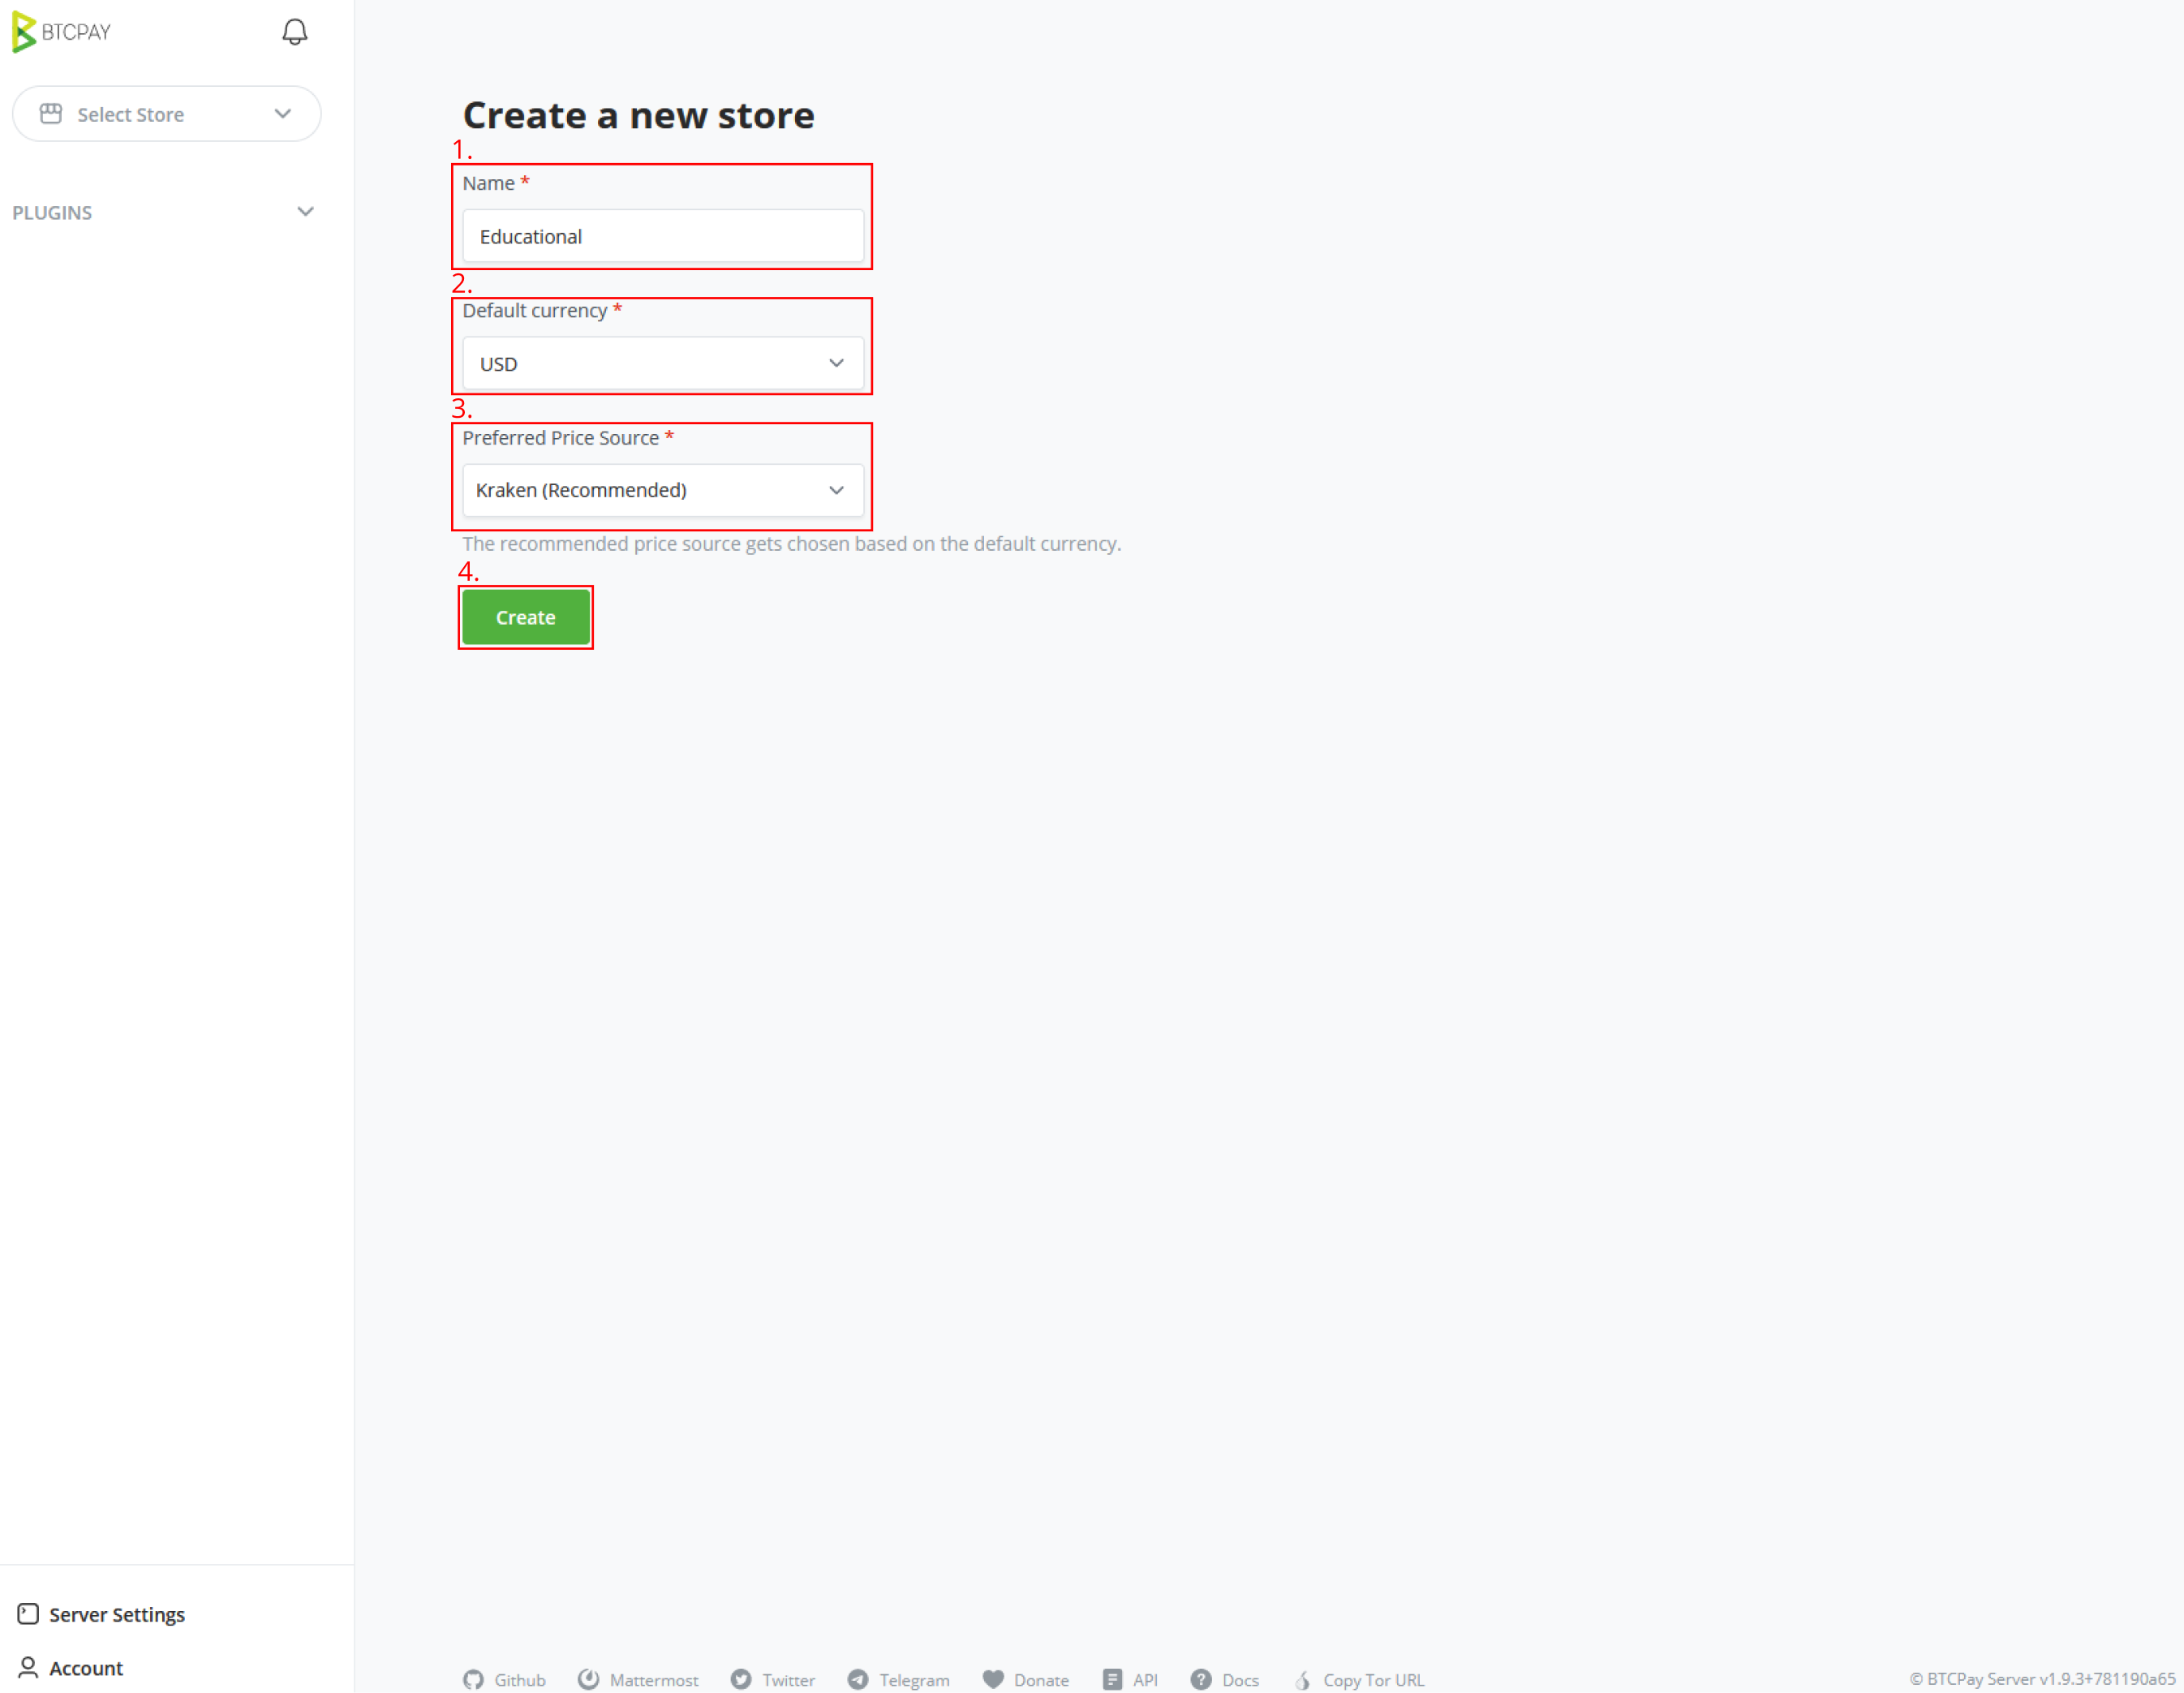 BTCPAY
Select Store
PLUGINS
Server Settings
Account
Create a new store
1.
Name *
Educational
2.
Default currency *
USD
3.
Preferred Price Source *
Kraken (Recommended)
The recommended price source gets chosen based on the default currency.
4.
Create
Github Mattermost Twitter Telegram Donate API Docs Copy Tor URL © BTCPay Server v1.9.3+781190a65